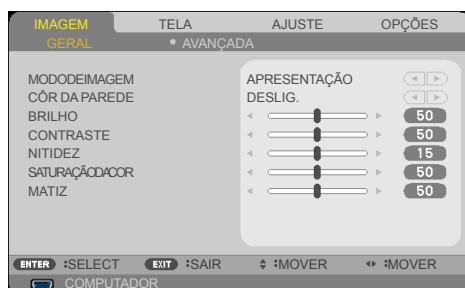 IMAGEM TELA AJUSTE OPÇÕES
GERAL • AVANÇADA
MODODEIMAGEM APRESENTAÇÃO
CÔR DA PAREDE DESLIG.
BRILHO 50
CONTRASTE 50
NITIDEZ 15
SATURAÇÃODACOR 50
MATIZ 50
ENTER :SELECT EXIT :SAIR :MOVER :MOVER
COMPUTADOR